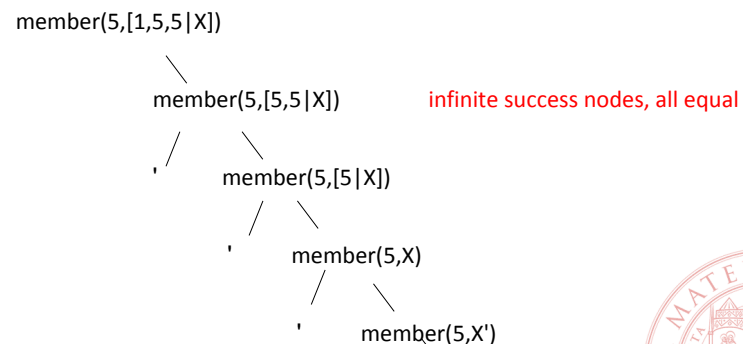 member(5,[1,5,5|X])
member(5,[5,5|X]) infinite success nodes, all equal
' member(5,[5|X])
' member(5,X)
' member(5,X')
MATE